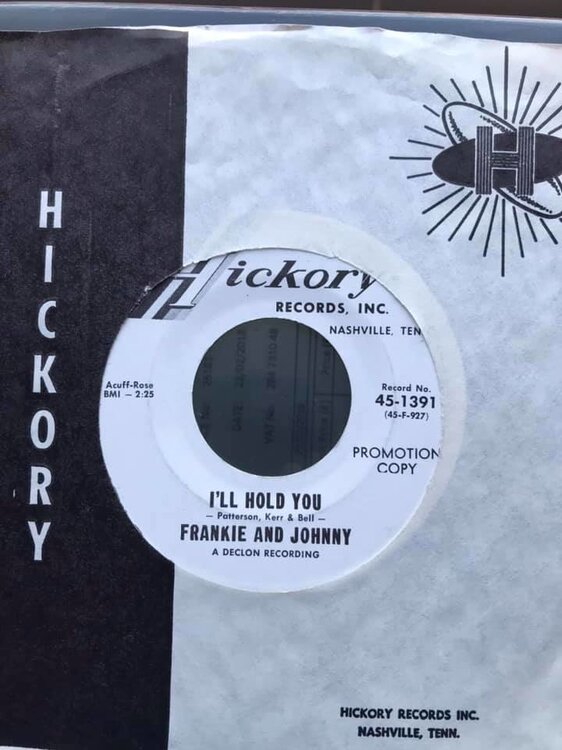 HICKORY
H
Hickory
RECORDS, INC.
NASHVILLE, TEN
Acuff-Rose
BMI — 2:25
Record No.
45-1391
(45-F-927)
PROMOTION
COPY
I'LL HOLD YOU
— Patterson, Kerr & Bell —
FRANKIE AND JOHNNY
A DECLON RECORDING
HICKORY RECORDS INC.
NASHVILLE, TENN.